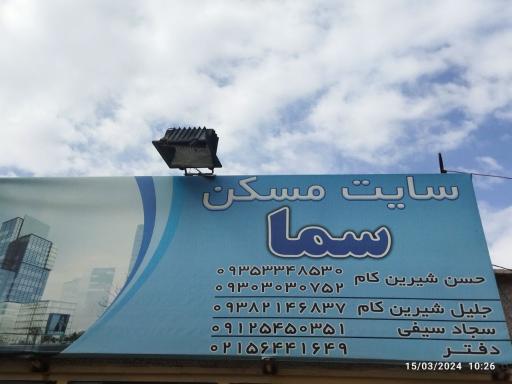 سایت مسکن
سما
حسن شیرین کام ۰۹۳۵۳۳۴۸۵۳۰
۰۹۳۰۳۰۳۰۷۵۲
جلیل شیرین کام ۰۹۳۸۲۱۴۶۸۳۷
سجاد سیفی ۰۹۱۲۵۴۵۰۳۵۱
دفتر ۰۲۱۵۶۴۴۱۶۴۹
15/03/2024 10:26